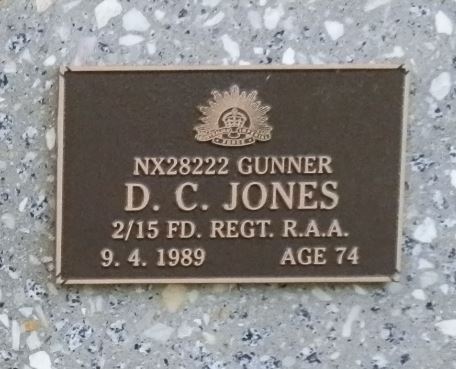 NX28222 GUNNER
D. C. JONES
2/15 FD. REGT. R.A.A.
9. 4. 1989 AGE 74